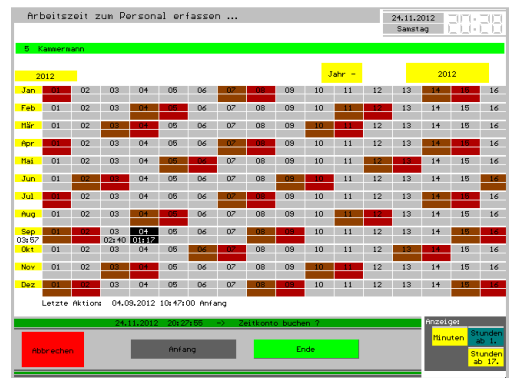 Arbeitszeit zum Personal erfassen ...
24.11.2012 20:28
Samstag
5 Kammermann
2012 Jahr - 2012
Jan 01 02 03 04 05 06 07 08 09 10 11 12 13 14 15 16
Feb 01 02 03 04 05 06 07 08 09 10 11 12 13 14 15 16
Mär 01 02 03 04 05 06 07 08 09 10 11 12 13 14 15 16
Apr 01 02 03 04 05 06 07 08 09 10 11 12 13 14 15 16
Mai 01 02 03 04 05 06 07 08 09 10 11 12 13 14 15 16
Jun 01 02 03 04 05 06 07 08 09 10 11 12 13 14 15 16
Jul 01 02 03 04 05 06 07 08 09 10 11 12 13 14 15 16
Aug 01 02 03 04 05 06 07 08 09 10 11 12 13 14 15 16
Sep 01 02 03 04 05 06 07 08 09 10 11 12 13 14 15 16
03:57 02:40 01:17
Okt 01 02 03 04 05 06 07 08 09 10 11 12 13 14 15 16
Nov 01 02 03 04 05 06 07 08 09 10 11 12 13 14 15 16
Dez 01 02 03 04 05 06 07 08 09 10 11 12 13 14 15 16
Letzte Aktion: 04.09.2012 10:47:00 Anfang
24.11.2012 20:27:55 -> Zeitkonto buchen ?
Abbrechen Anfang Ende
Anzeige:
Minuten
Stunden
ab 1.
Stunden
ab 17.